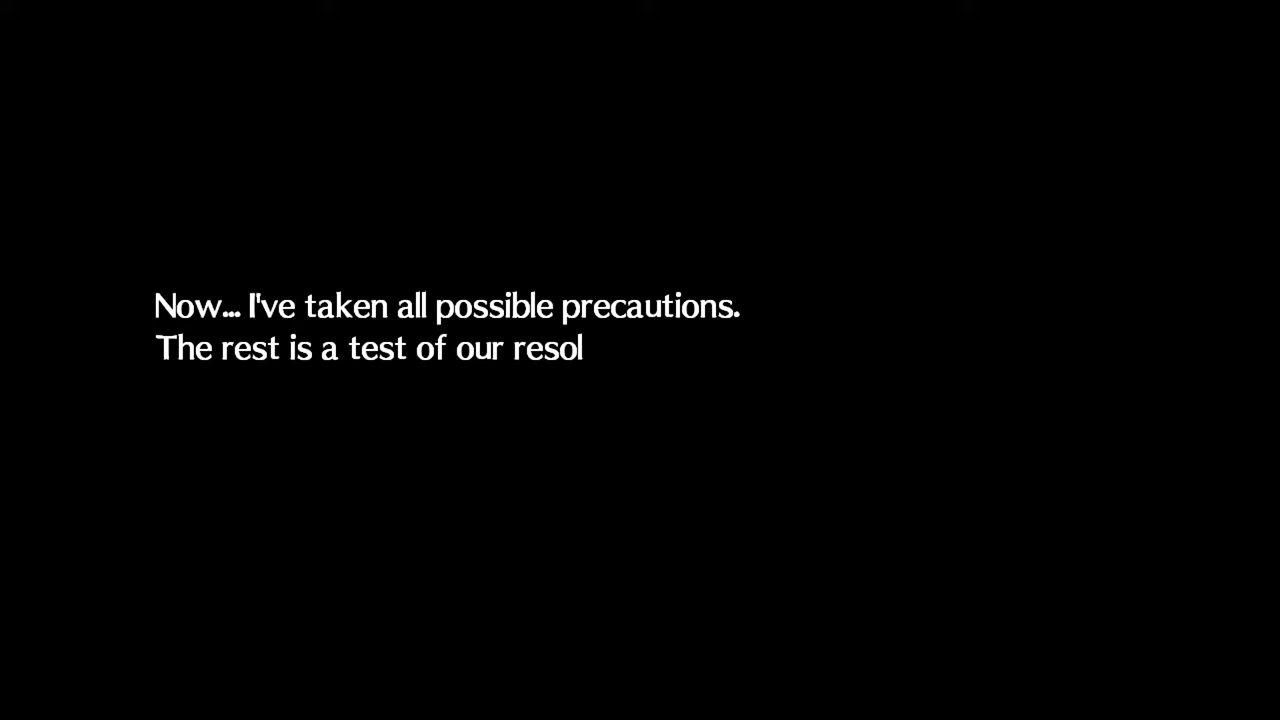 Now... I've taken all possible precautions.
The rest is a test of our resol